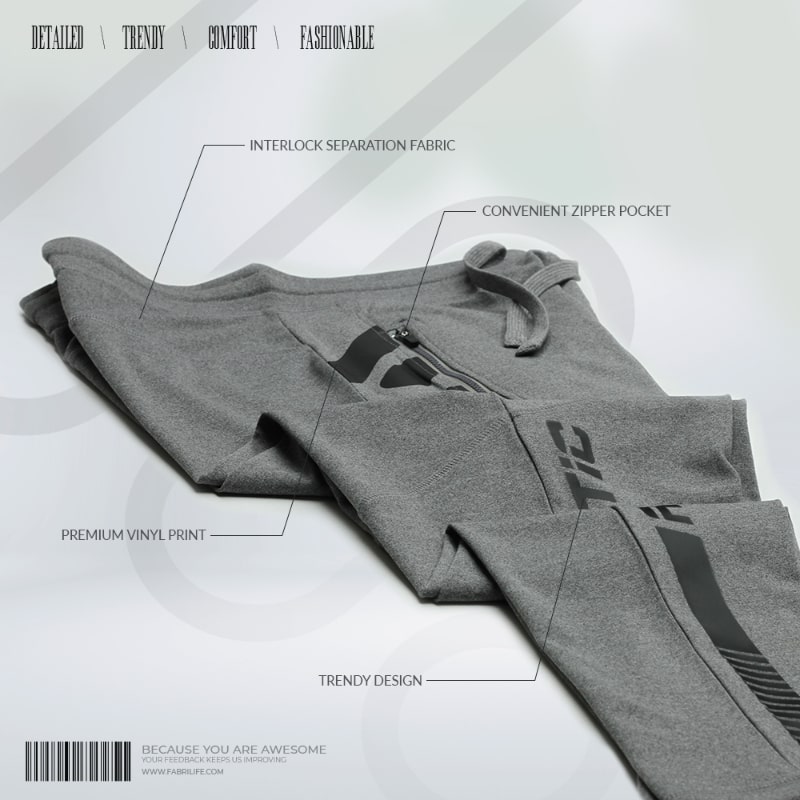 DETAILED \ TRENDY \ COMFORT \ FASHIONABLE
INTERLOCK SEPARATION FABRIC
CONVENIENT ZIPPER POCKET
TIC
PREMIUM VINYL PRINT
TRENDY DESIGN
BECAUSE YOU ARE AWESOME
YOUR FEEDBACK KEEPS US IMPROVING
WWW.FABRILIFE.COM